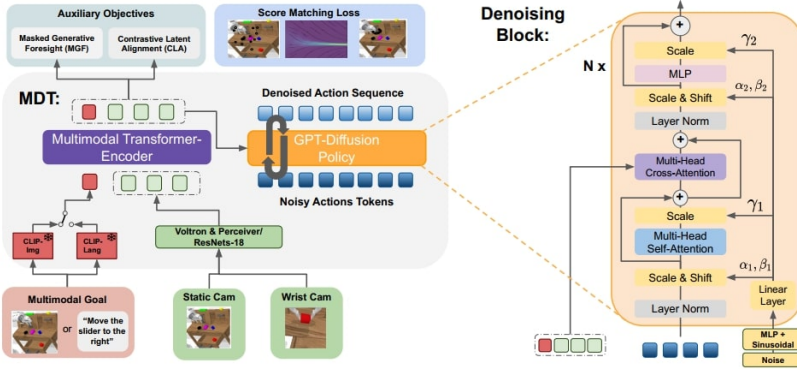 Auxiliary Objectives
Masked Generative
Foresight (MGF)
Contrastive Latent
Alignment (CLA)
Score Matching Loss
MDT:
Multimodal Transformer-
Encoder
Denoised Action Sequence
GPT-Diffusion
Policy
Noisy Actions Tokens
CLIP-
Img
CLIP-
Lang
Voltron & Perceiver/
ResNets-18
Multimodal Goal
or
"Move the
slider to the
right"
Static Cam
Wrist Cam
Denoising
Block:
N x
+
Scale
γ₂
MLP
Scale & Shift
α₂, β₂
Layer Norm
+
Multi-Head
Cross-Attention
+
Scale
γ₁
Multi-Head
Self-Attention
Scale & Shift
α₁, β₁
Linear
Layer
Layer Norm
MLP +
Sinusoidal
Noise